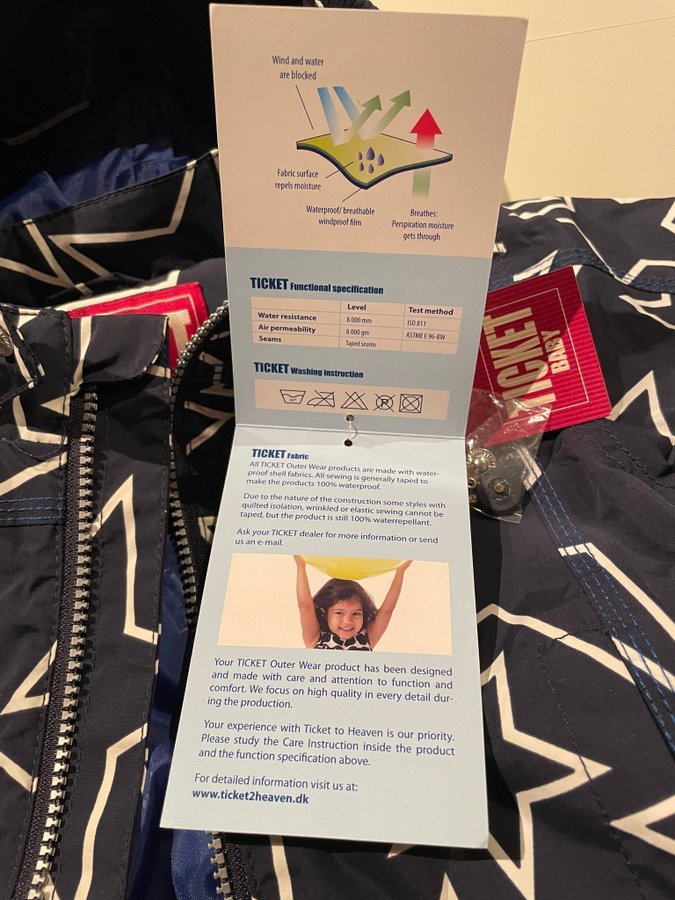 Wind and water
are blocked
Fabric surface
repels moisture
Waterproof/ breathable
windproof film
Breathes:
Perspiration moisture
gets through
TICKET Functional specification
Level Test method
Water resistance 8.000 mm ISO 811
Air permeability 8.000 gm ASTME E 96-BW
Seams Taped seams
TICKET Washing instruction
TICKET Fabric
All TICKET Outer Wear products are made with water-
proof shell fabrics. All sewing is generally taped to
make the products 100% waterproof.
Due to the nature of the construction some styles with
quilted isolation, wrinkled or elastic sewing cannot be
taped, but the product is still 100% waterrepellant.
Ask your TICKET dealer for more information or send
us an e-mail.
Your TICKET Outer Wear product has been designed
and made with care and attention to function and
comfort. We focus on high quality in every detail dur-
ing the production.
Your experience with Ticket to Heaven is our priority.
Please study the Care Instruction inside the product
and the function specification above.
For detailed information visit us at:
www.ticket2heaven.dk
TICKET
BABY